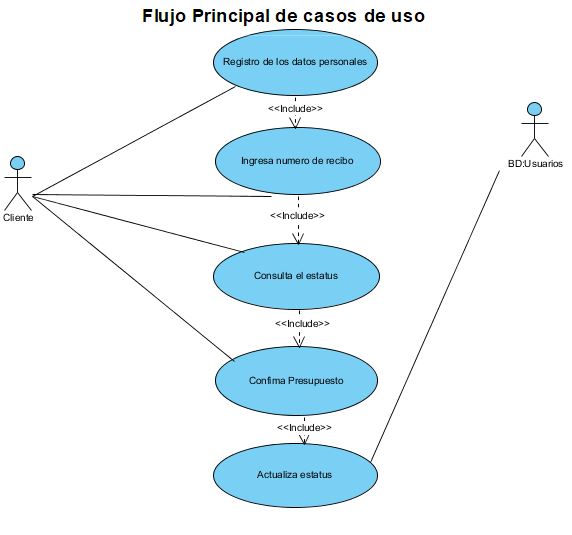 Flujo Principal de casos de uso
Registro de los datos personales
<<Include>>
Ingresa numero de recibo
BD:Usuarios
Cliente
<<Include>>
Consulta el estatus
<<Include>>
Confima Presupuesto
<<Include>>
Actualiza estatus